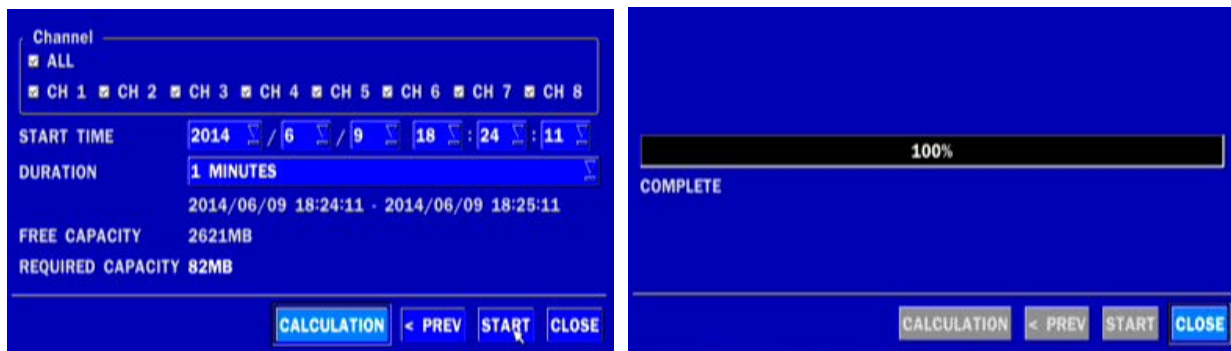 Channel
ALL
CH 1 CH 2 CH 3 CH 4 CH 5 CH 6 CH 7 CH 8
START TIME 2014 / 6 / 9 18 : 24 : 11
DURATION 1 MINUTES
2014/06/09 18:24:11 - 2014/06/09 18:25:11
FREE CAPACITY 2621MB
REQUIRED CAPACITY 82MB
CALCULATION < PREV START CLOSE
100%
COMPLETE
CALCULATION < PREV START CLOSE